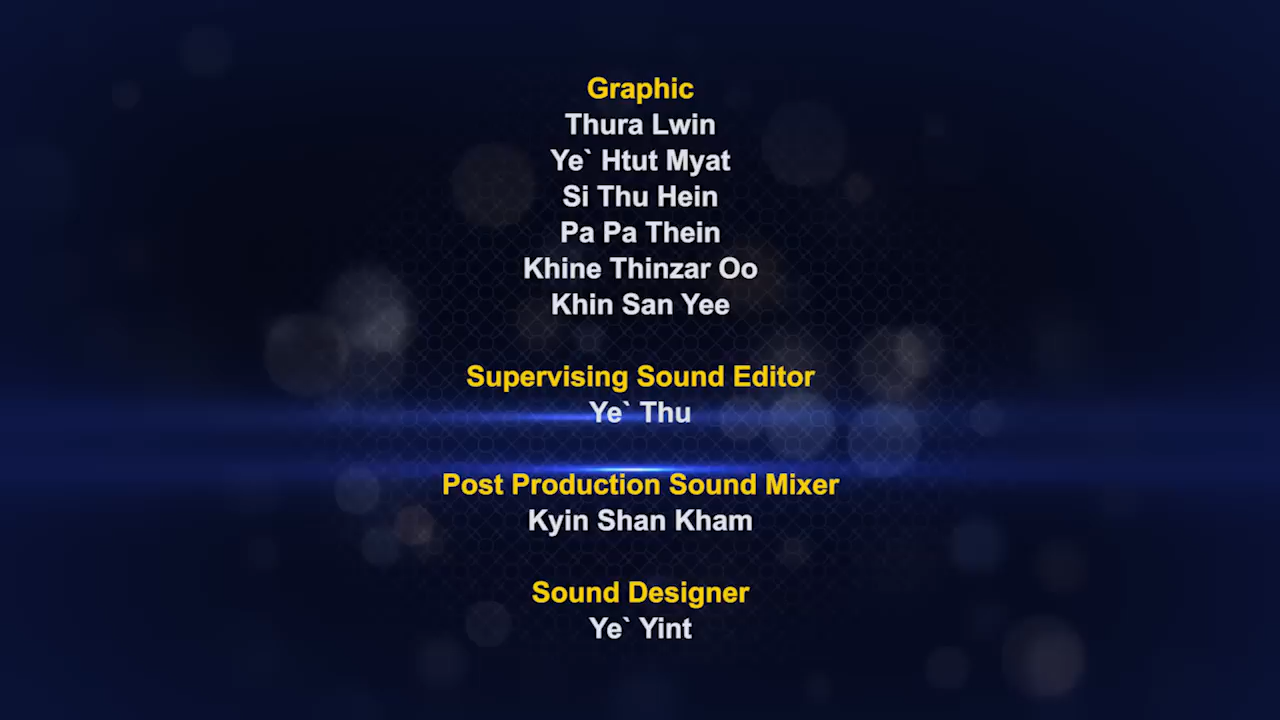 Graphic
Thura Lwin
Ye` Htut Myat
Si Thu Hein
Pa Pa Thein
Khine Thinzar Oo
Khin San Yee
Supervising Sound Editor
Ye` Thu
Post Production Sound Mixer
Kyin Shan Kham
Sound Designer
Ye` Yint